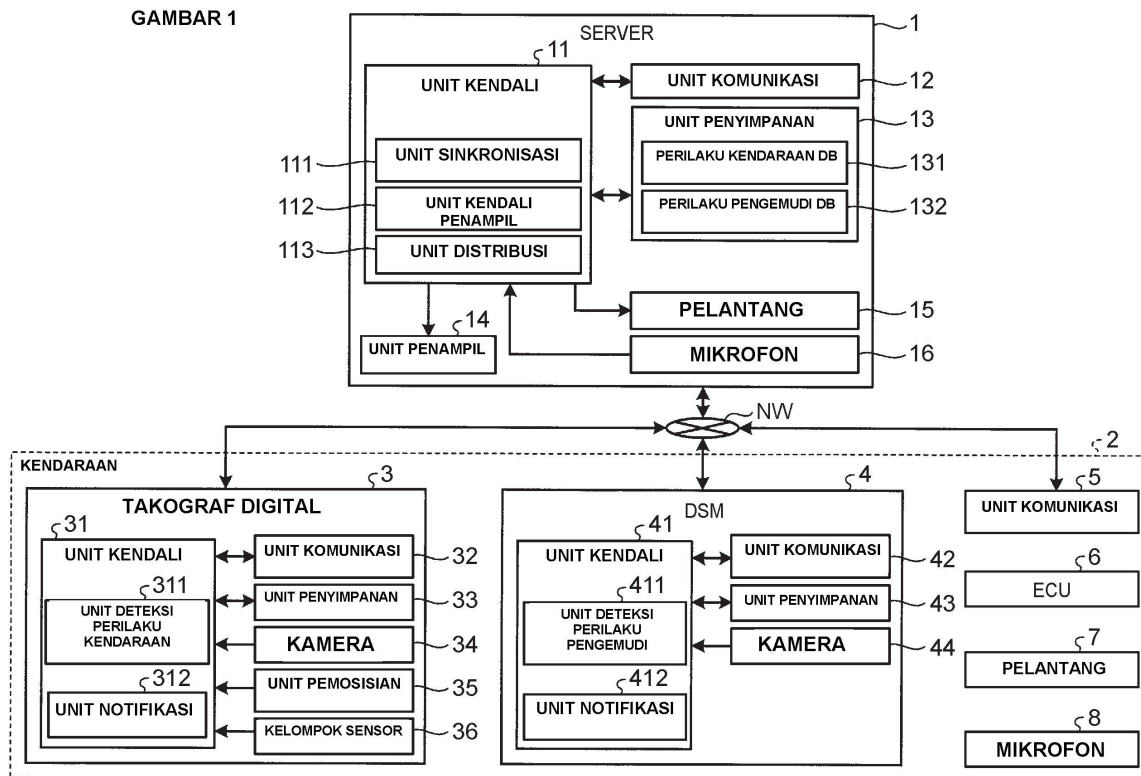 GAMBAR 1
SERVER
1
11
UNIT KENDALI
UNIT KOMUNIKASI
12
UNIT PENYIMPANAN
13
111
UNIT SINKRONISASI
PERILAKU KENDARAAN DB
131
112
UNIT KENDALI
PENAMPIL
PERILAKU PENGEMUDI DB
132
113
UNIT DISTRIBUSI
PELANTANG
15
14
UNIT PENAMPIL
MIKROFON
16
NW
KENDARAAN
2
3
TAKOGRAF DIGITAL
31
UNIT KENDALI
UNIT KOMUNIKASI
32
311
UNIT DETEKSI
PERILAKU
KENDARAAN
UNIT PENYIMPANAN
33
KAMERA
34
312
UNIT NOTIFIKASI
UNIT PEMOSISIAN
35
KELOMPOK SENSOR
36
4
DSM
41
UNIT KENDALI
UNIT KOMUNIKASI
42
411
UNIT DETEKSI
PERILAKU
PENGEMUDI
UNIT PENYIMPANAN
43
KAMERA
44
412
UNIT NOTIFIKASI
5
UNIT KOMUNIKASI
6
ECU
7
PELANTANG
8
MIKROFON